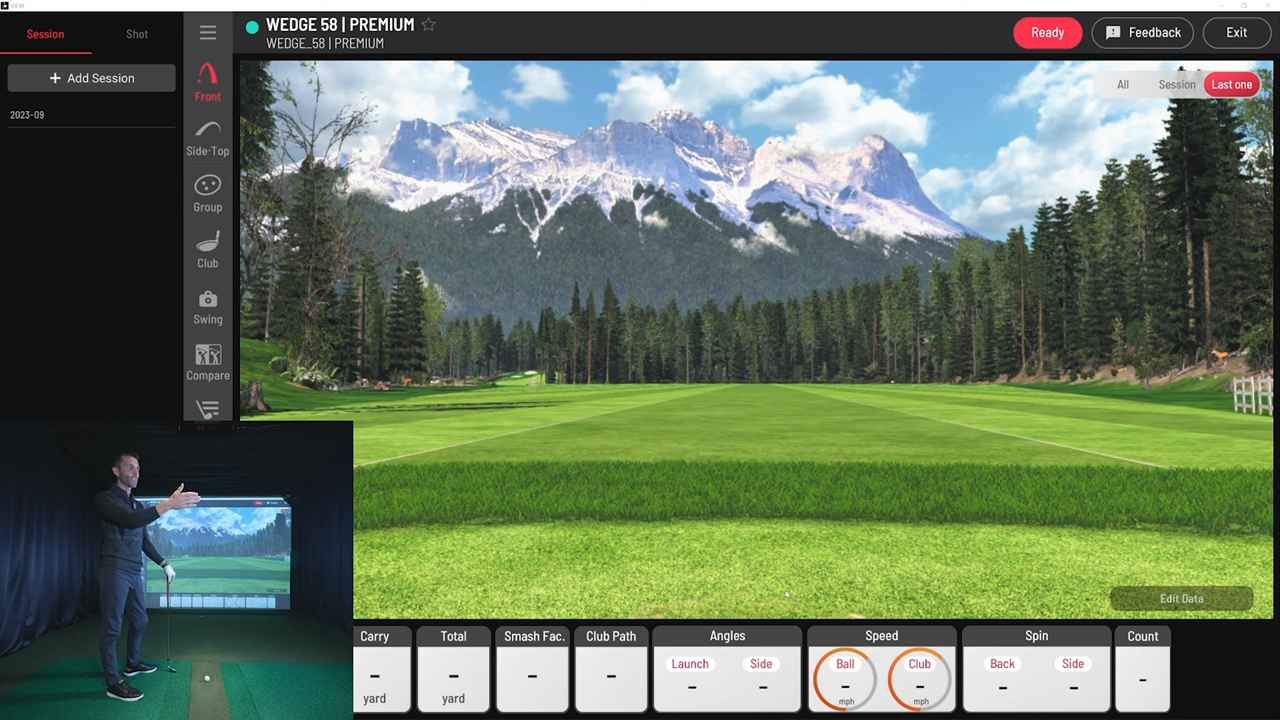 VIEW
Session
Shot
+ Add Session
2023-09
Front
Side-Top
Group
Club
Swing
Compare
WEDGE 58 | PREMIUM
WEDGE_58 | PREMIUM
Ready
Feedback
Exit
All
Session
Last one
Edit Data
Carry
-
yard
Total
-
yard
Smash Fac.
-
Club Path
-
Angles
Launch
Side
-
-
Speed
Ball
Club
-
-
mph
mph
Spin
Back
Side
-
-
Count
-